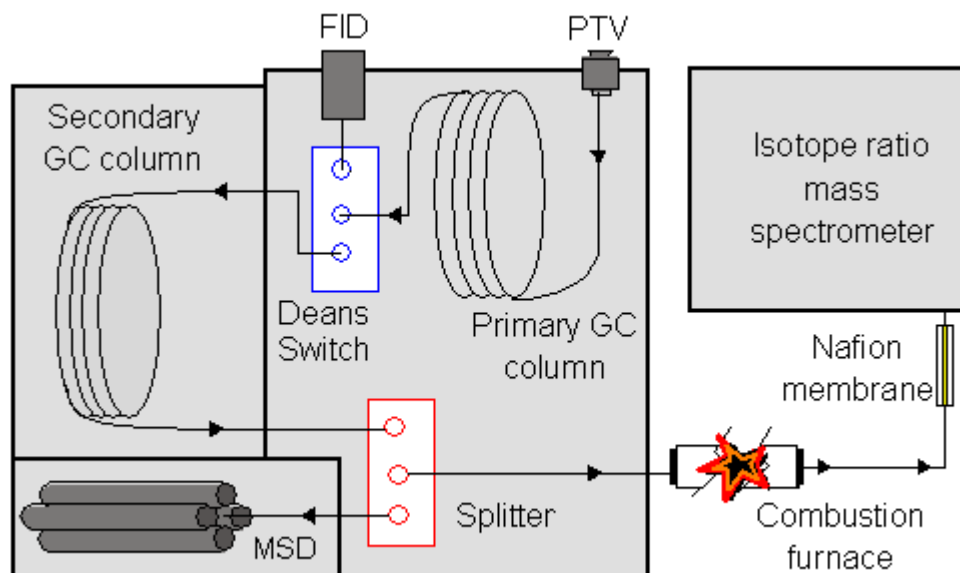 FID
PTV
Secondary
GC column
Isotope ratio
mass
spectrometer
Deans
Switch
Primary GC
column
Nafion
membrane
Splitter
MSD
Combustion
furnace